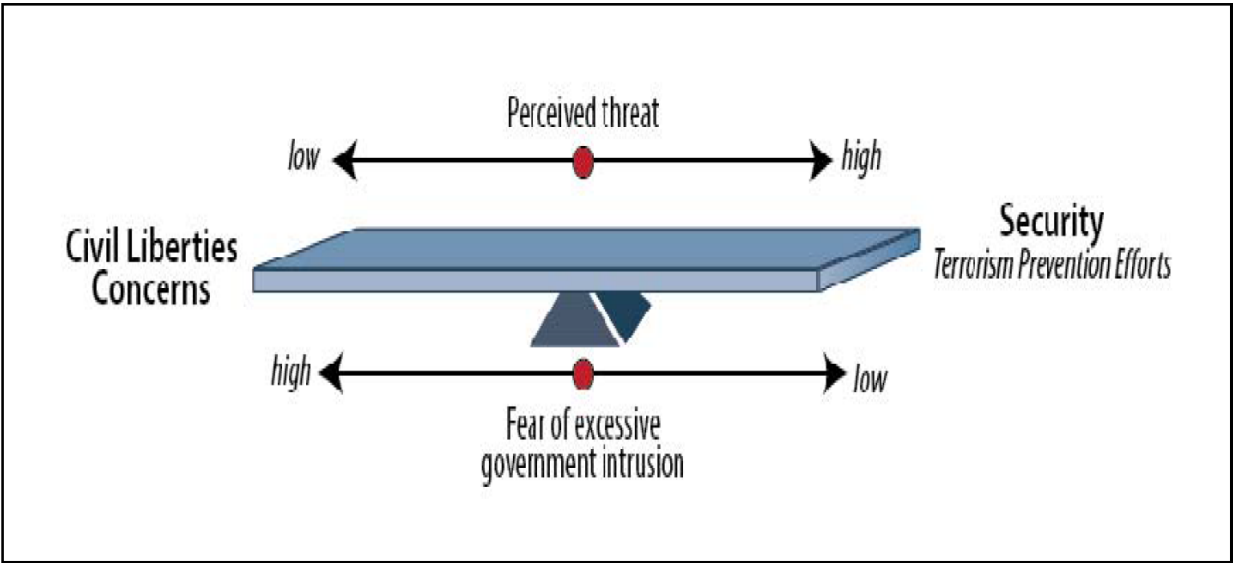 Perceived threat
low
high
Civil Liberties
Concerns
Security
Terrorism Prevention Efforts
high
low
Fear of excessive
government intrusion